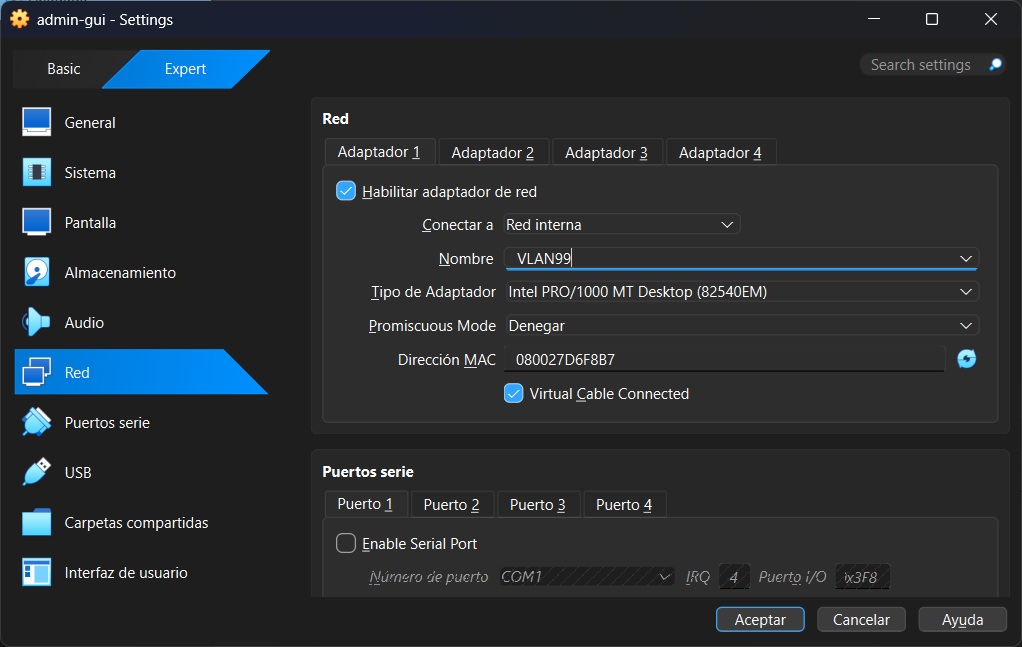 admin-gui - Settings
Basic
Expert
Search settings
General
Sistema
Pantalla
Almacenamiento
Audio
Red
Puertos serie
USB
Carpetas compartidas
Interfaz de usuario
Red
Adaptador 1 Adaptador 2 Adaptador 3 Adaptador 4
Habilitar adaptador de red
Conectar a Red interna
Nombre VLAN99
Tipo de Adaptador Intel PRO/1000 MT Desktop (82540EM)
Promiscuous Mode Denegar
Dirección MAC 080027D6F8B7
Virtual Cable Connected
Puertos serie
Puerto 1 Puerto 2 Puerto 3 Puerto 4
Enable Serial Port
Número de puerto COM1 IRQ 4 Puerto i/O 0x3F8
Aceptar Cancelar Ayuda